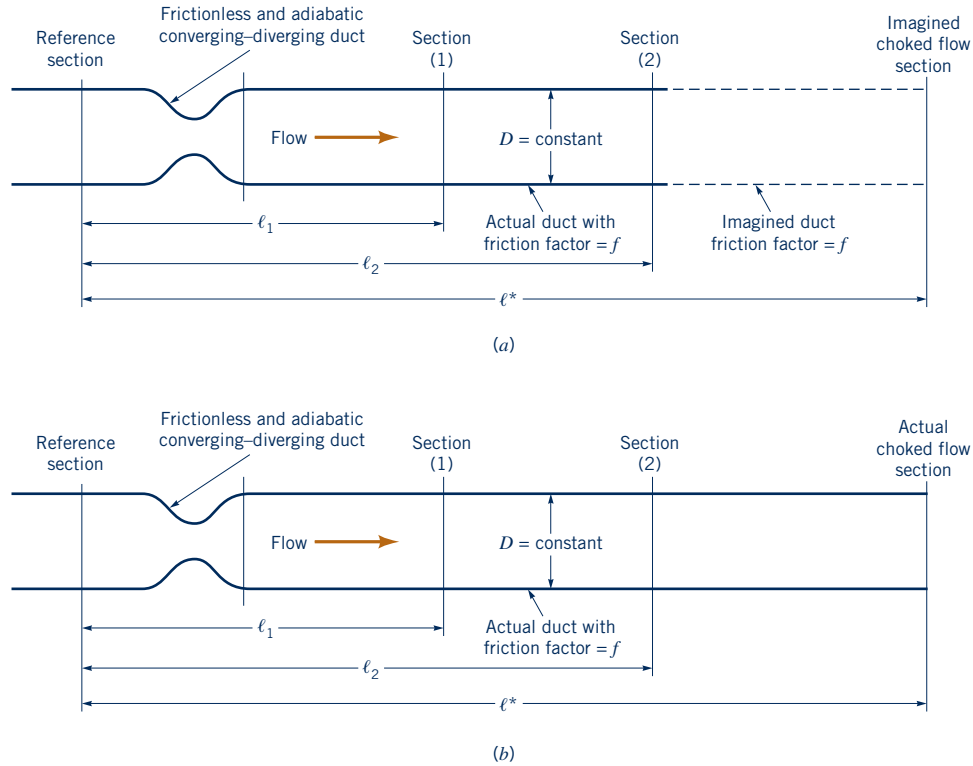 Frictionless and adiabatic
converging–diverging duct
Reference
section
Section
(1)
Section
(2)
Imagined
choked flow
section
Flow
D = constant
Actual duct with
friction factor = f
Imagined duct
friction factor = f
ℓ1
ℓ2
ℓ*
(a)
Frictionless and adiabatic
converging–diverging duct
Reference
section
Section
(1)
Section
(2)
Actual
choked flow
section
Flow
D = constant
Actual duct with
friction factor = f
ℓ1
ℓ2
ℓ*
(b)